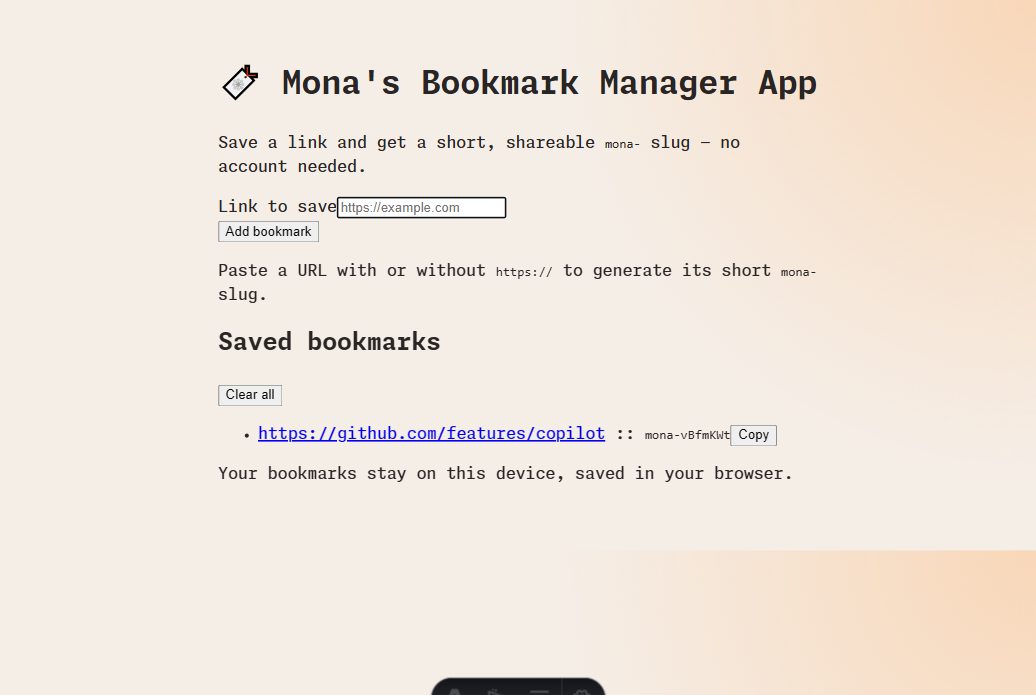 Mona's Bookmark Manager App
Save a link and get a short, shareable mona- slug — no
account needed.
Link to save https://example.com
Add bookmark
Paste a URL with or without https:// to generate its short mona-
slug.
Saved bookmarks
Clear all
• https://github.com/features/copilot :: mona-vBfmKWt Copy
Your bookmarks stay on this device, saved in your browser.